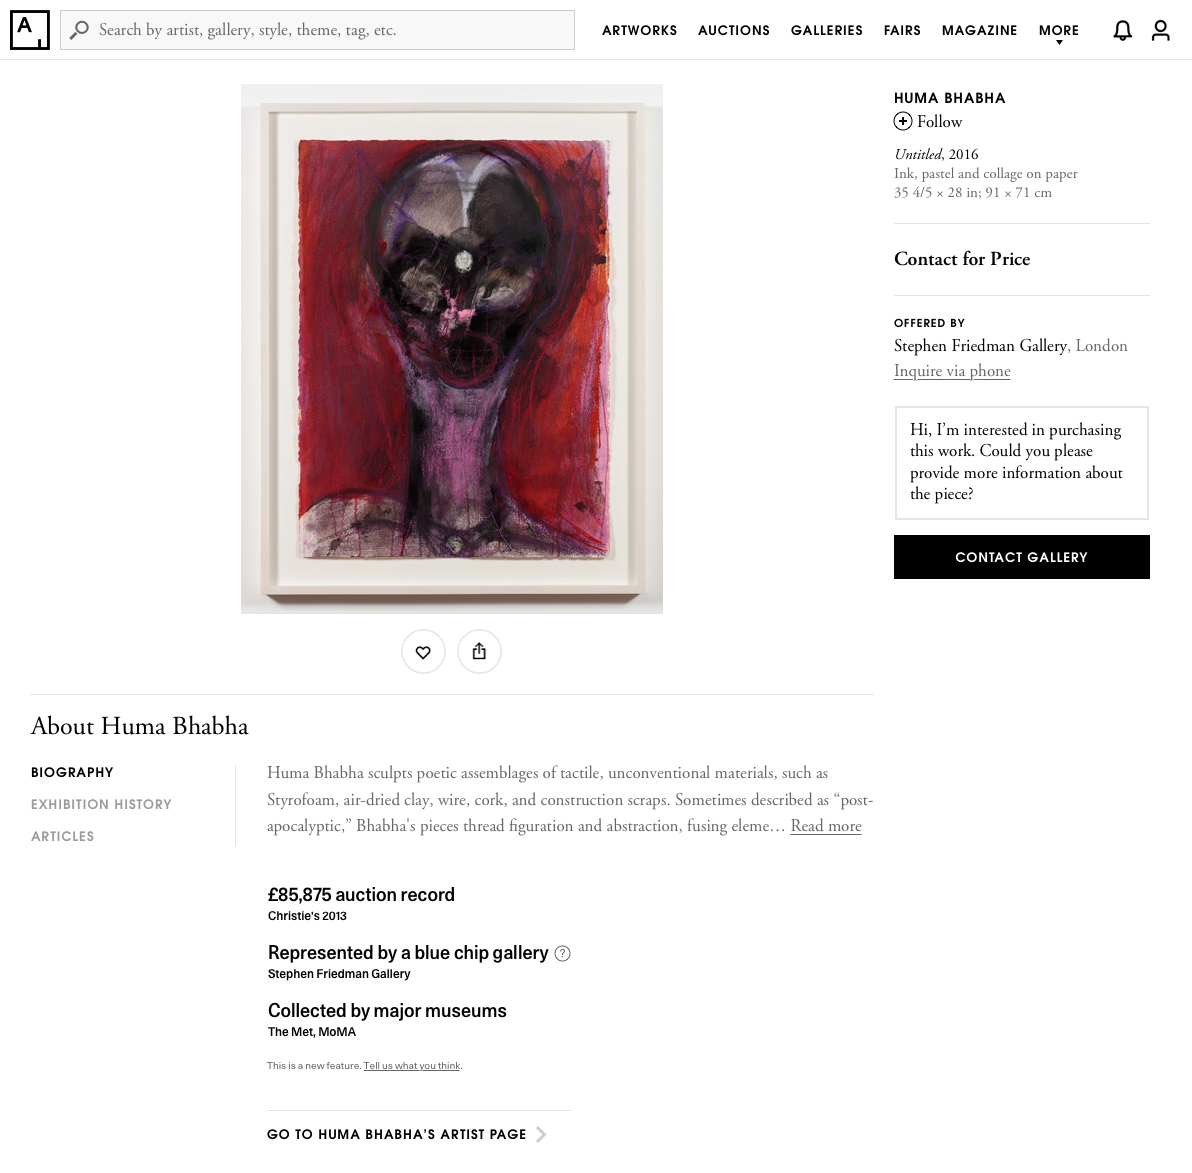 A
Search by artist, gallery, style, theme, tag, etc.
ARTWORKS AUCTIONS GALLERIES FAIRS MAGAZINE MORE
HUMA BHABHA
Follow
Untitled, 2016
Ink, pastel and collage on paper
35 4/5 × 28 in; 91 × 71 cm
Contact for Price
OFFERED BY
Stephen Friedman Gallery, London
Inquire via phone
Hi, I’m interested in purchasing
this work. Could you please
provide more information about
the piece?
CONTACT GALLERY
About Huma Bhabha
BIOGRAPHY
EXHIBITION HISTORY
ARTICLES
Huma Bhabha sculpts poetic assemblages of tactile, unconventional materials, such as
Styrofoam, air-dried clay, wire, cork, and construction scraps. Sometimes described as “post-
apocalyptic,” Bhabha's pieces thread figuration and abstraction, fusing eleme… Read more
£85,875 auction record
Christie's 2013
Represented by a blue chip gallery ?
Stephen Friedman Gallery
Collected by major museums
The Met, MoMA
This is a new feature. Tell us what you think.
GO TO HUMA BHABHA’S ARTIST PAGE